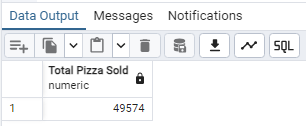 Data Output Messages Notifications
SQL
Total Pizza Sold
numeric
1 49574